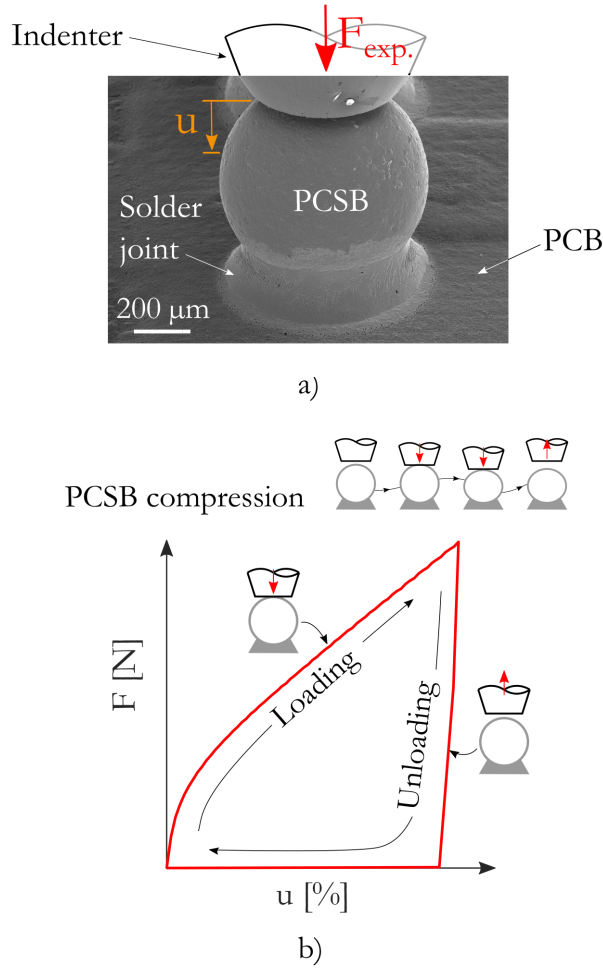 Indenter
F exp.
u
PCSB
Solder
joint
PCB
200 μm
a)
PCSB compression
F [N]
Loading
Unloading
u [%]
b)